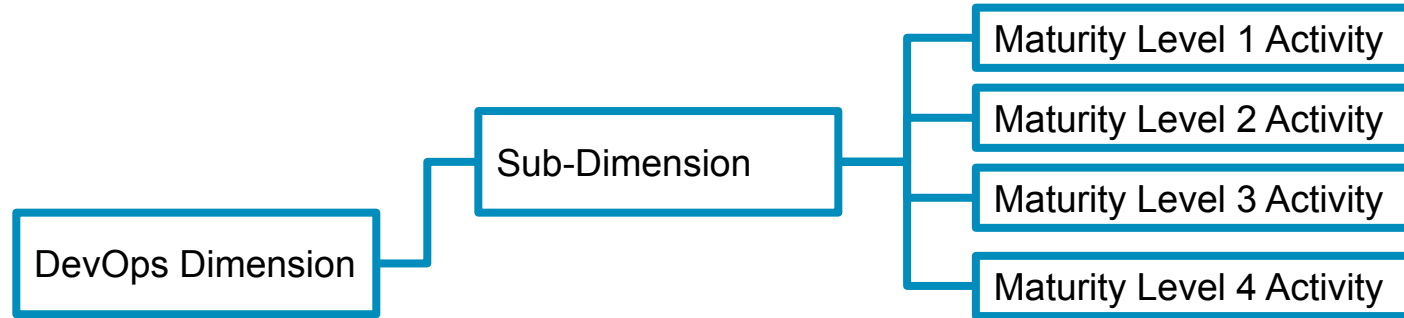 DevOps Dimension
Sub-Dimension
Maturity Level 1 Activity
Maturity Level 2 Activity
Maturity Level 3 Activity
Maturity Level 4 Activity